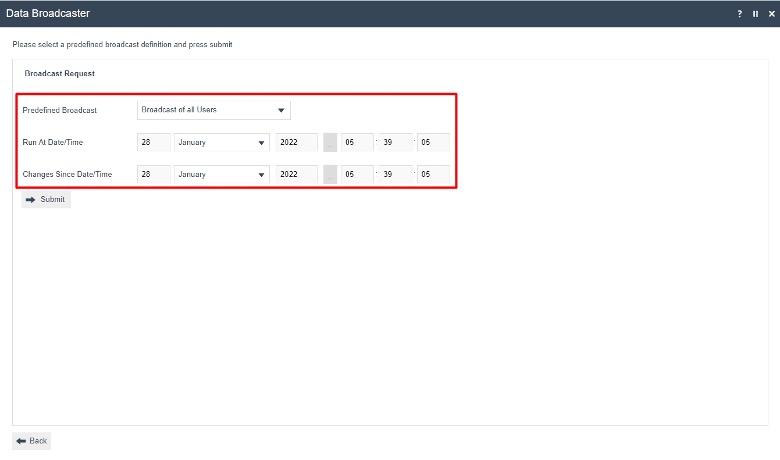 Data Broadcaster ? II X
Please select a predefined broadcast definition and press submit
Broadcast Request
Predefined Broadcast Broadcast of all Users
Run At Date/Time 28 January 2022 ... 05 : 39 : 05
Changes Since Date/Time 28 January 2022 ... 05 : 39 : 05
Submit
Back